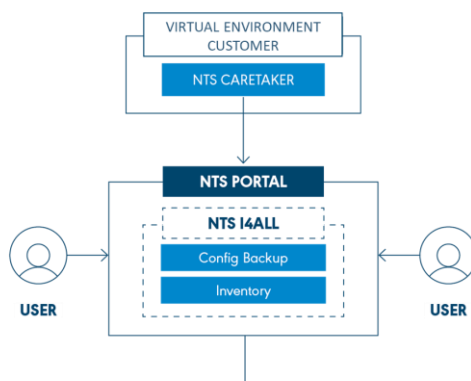 VIRTUAL ENVIRONMENT
CUSTOMER
NTS CARETAKER
NTS PORTAL
NTS I4ALL
Config Backup
Inventory
USER
USER